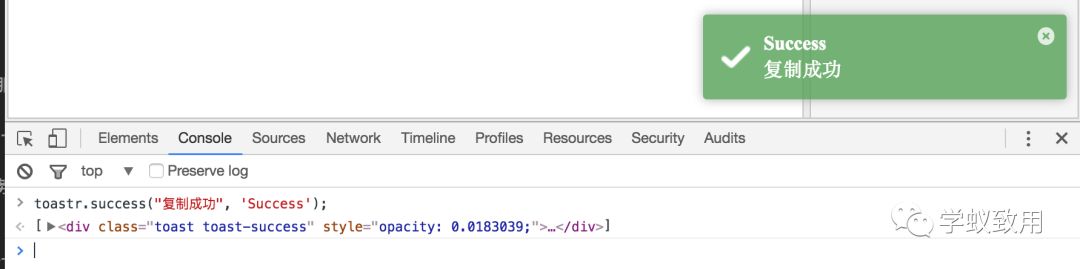 Success
复制成功
Elements Console Sources Network Timeline Profiles Resources Security Audits
top Preserve log
toastr.success("复制成功", 'Success');
[<div class="toast toast-success" style="opacity: 0.0183039;">…</div>]
学蚁致用